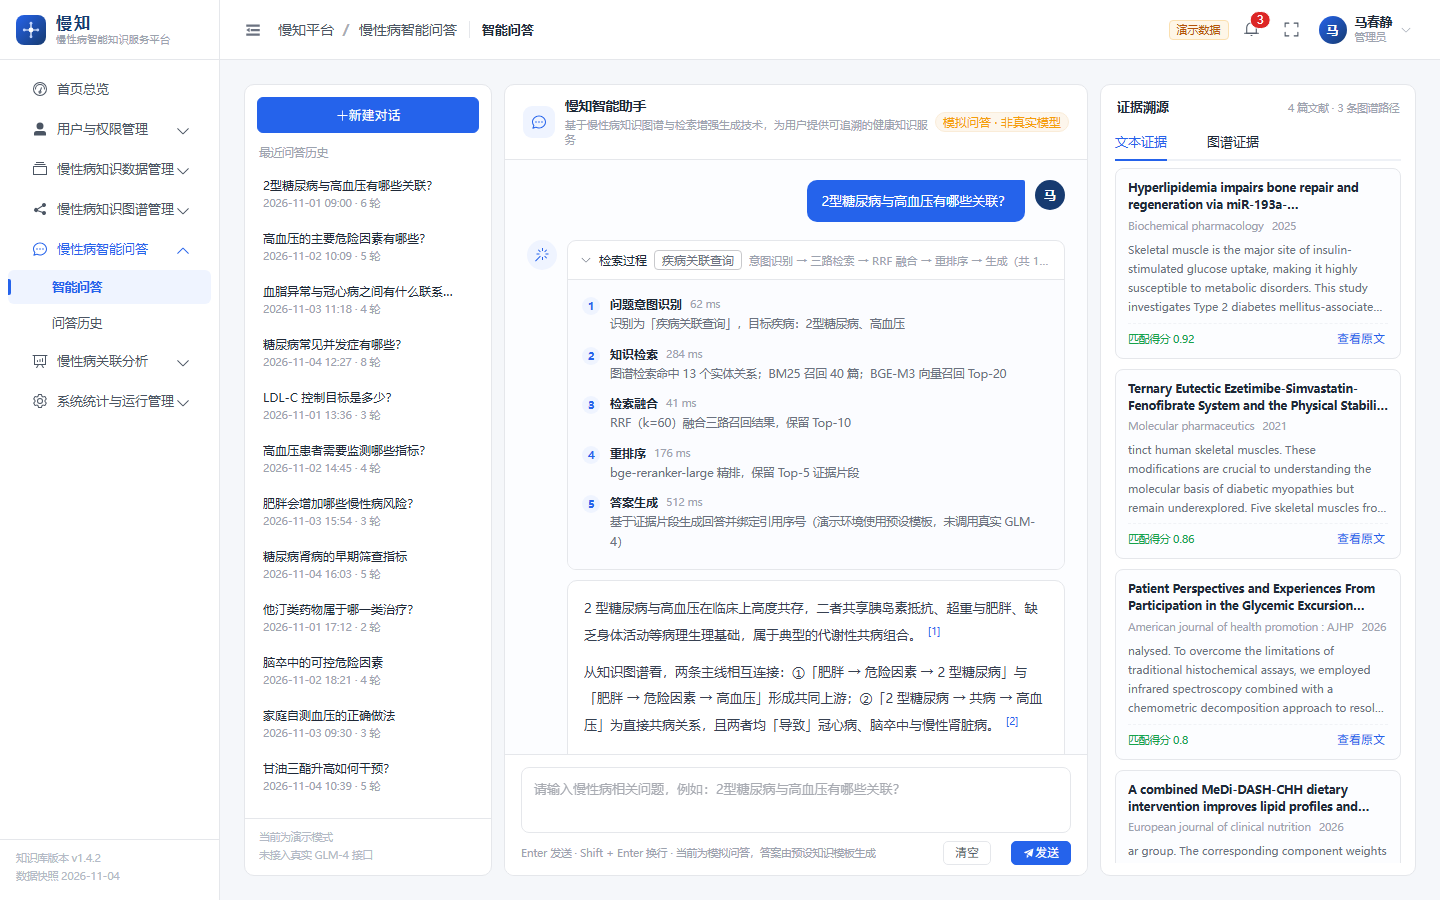 慢知
慢性病智能知识服务平台
慢知平台 / 慢性病智能问答 智能问答
演示数据
3
马
马春静
管理员
首页总览
用户与权限管理
慢性病知识数据管理
慢性病知识图谱管理
慢性病智能问答
智能问答
问答历史
慢性病关联分析
系统统计与运行管理
知识库版本 v1.4.2
数据快照 2026-11-04
新建对话
最近问答历史
2型糖尿病与高血压有哪些关联?
2026-11-01 09:00 · 6 轮
高血压的主要危险因素有哪些?
2026-11-02 10:09 · 5 轮
血脂异常与冠心病之间有什么联系...
2026-11-03 11:18 · 4 轮
糖尿病常见并发症有哪些?
2026-11-04 12:27 · 8 轮
LDL-C 控制目标是多少?
2026-11-01 13:36 · 3 轮
高血压患者需要监测哪些指标?
2026-11-02 14:45 · 4 轮
肥胖会增加哪些慢性病风险?
2026-11-03 15:54 · 3 轮
糖尿病肾病的早期筛查指标
2026-11-04 16:03 · 5 轮
他汀类药物属于哪一类治疗?
2026-11-01 17:12 · 2 轮
脑卒中的可控危险因素
2026-11-02 18:21 · 4 轮
家庭自测血压的正确做法
2026-11-03 09:30 · 3 轮
甘油三酯升高如何干预?
2026-11-04 10:39 · 5 轮
当前为演示模式
未接入真实 GLM-4 接口
慢知智能助手
基于慢性病知识图谱与检索增强生成技术，为用户提供可追溯的健康知识服
务
模拟问答 · 非真实模型
2型糖尿病与高血压有哪些关联?
马
检索过程 疾病关联查询 意图识别 → 三路检索 → RRF 融合 → 重排序 → 生成（共 1...
1 问题意图识别 62 ms
识别为「疾病关联查询」，目标疾病：2型糖尿病、高血压
2 知识检索 284 ms
图谱检索命中 13 个实体关系；BM25 召回 40 篇；BGE-M3 向量召回 Top-20
3 检索融合 41 ms
RRF（k=60）融合三路召回结果，保留 Top-10
4 重排序 176 ms
bge-reranker-large 精排，保留 Top-5 证据片段
5 答案生成 512 ms
基于证据片段生成回答并绑定引用序号（演示环境使用预设模板，未调用真实 GLM-
4）
2 型糖尿病与高血压在临床上高度共存，二者共享胰岛素抵抗、超重与肥胖、缺
乏身体活动等病理生理基础，属于典型的代谢性共病组合。 [1]
从知识图谱看，两条主线相互连接：①「肥胖 → 危险因素 → 2 型糖尿病」与
「肥胖 → 危险因素 → 高血压」形成共同上游；②「2 型糖尿病 → 共病 → 高血
压」为直接共病关系，且两者均「导致」冠心病、脑卒中与慢性肾脏病。 [2]
请输入慢性病相关问题，例如：2型糖尿病与高血压有哪些关联?
Enter 发送 · Shift + Enter 换行 · 当前为模拟问答，答案由预设知识模板生成
清空
发送
证据溯源
4 篇文献 · 3 条图谱路径
文本证据
图谱证据
Hyperlipidemia impairs bone repair and
regeneration via miR-193a-...
Biochemical pharmacology 2025
Skeletal muscle is the major site of insulin-
stimulated glucose uptake, making it highly
susceptible to metabolic disorders. This study
investigates Type 2 diabetes mellitus-associate...
匹配得分 0.92
查看原文
Ternary Eutectic Ezetimibe-Simvastatin-
Fenofibrate System and the Physical Stabili...
Molecular pharmaceutics 2021
tinct human skeletal muscles. These
modifications are crucial to understanding the
molecular basis of diabetic myopathies but
remain underexplored. Five skeletal muscles fro...
匹配得分 0.86
查看原文
Patient Perspectives and Experiences From
Participation in the Glycemic Excursion...
American journal of health promotion : AJHP 2026
nalysed. To overcome the limitations of
traditional histochemical assays, we employed
infrared spectroscopy combined with a
chemometric decomposition approach to resol...
匹配得分 0.8
查看原文
A combined MeDi-DASH-CHH dietary
intervention improves lipid profiles and...
European journal of clinical nutrition 2026
ar group. The corresponding component weights